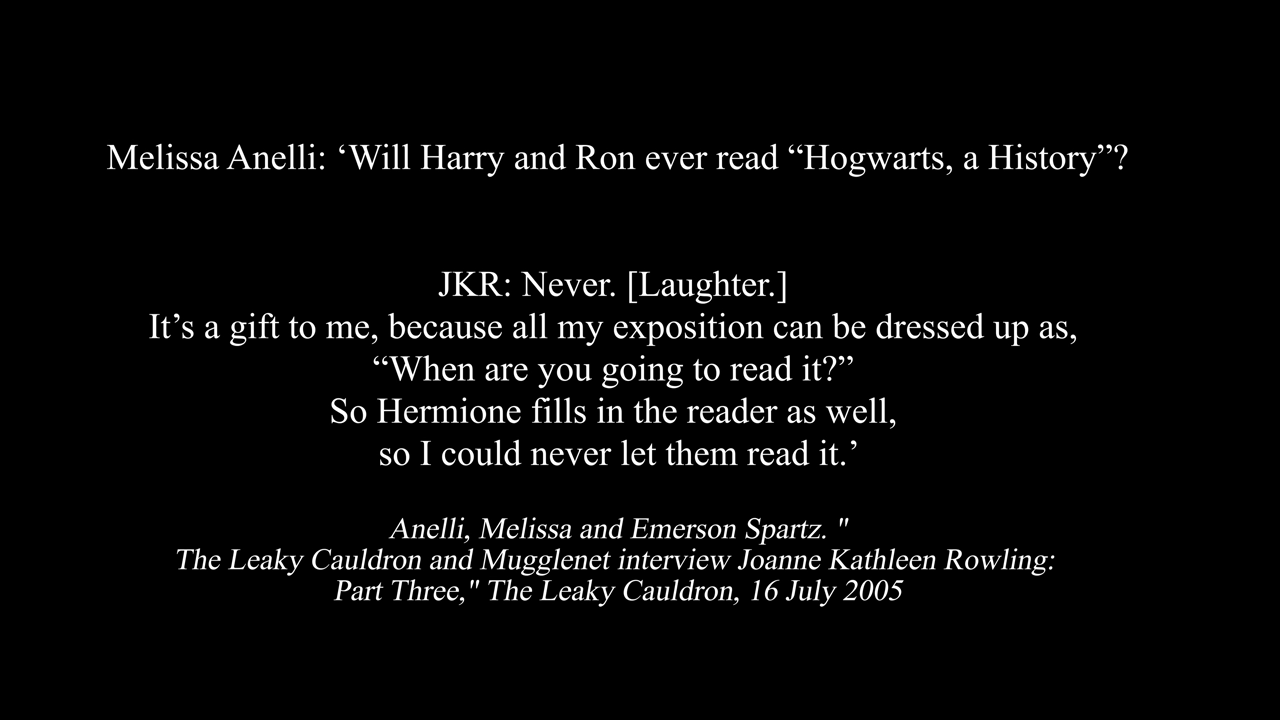 Melissa Anelli: ‘Will Harry and Ron ever read “Hogwarts, a History”?
JKR: Never. [Laughter.]
It’s a gift to me, because all my exposition can be dressed up as,
“When are you going to read it?”
So Hermione fills in the reader as well,
so I could never let them read it.’
Anelli, Melissa and Emerson Spartz. "
The Leaky Cauldron and Mugglenet interview Joanne Kathleen Rowling:
Part Three," The Leaky Cauldron, 16 July 2005